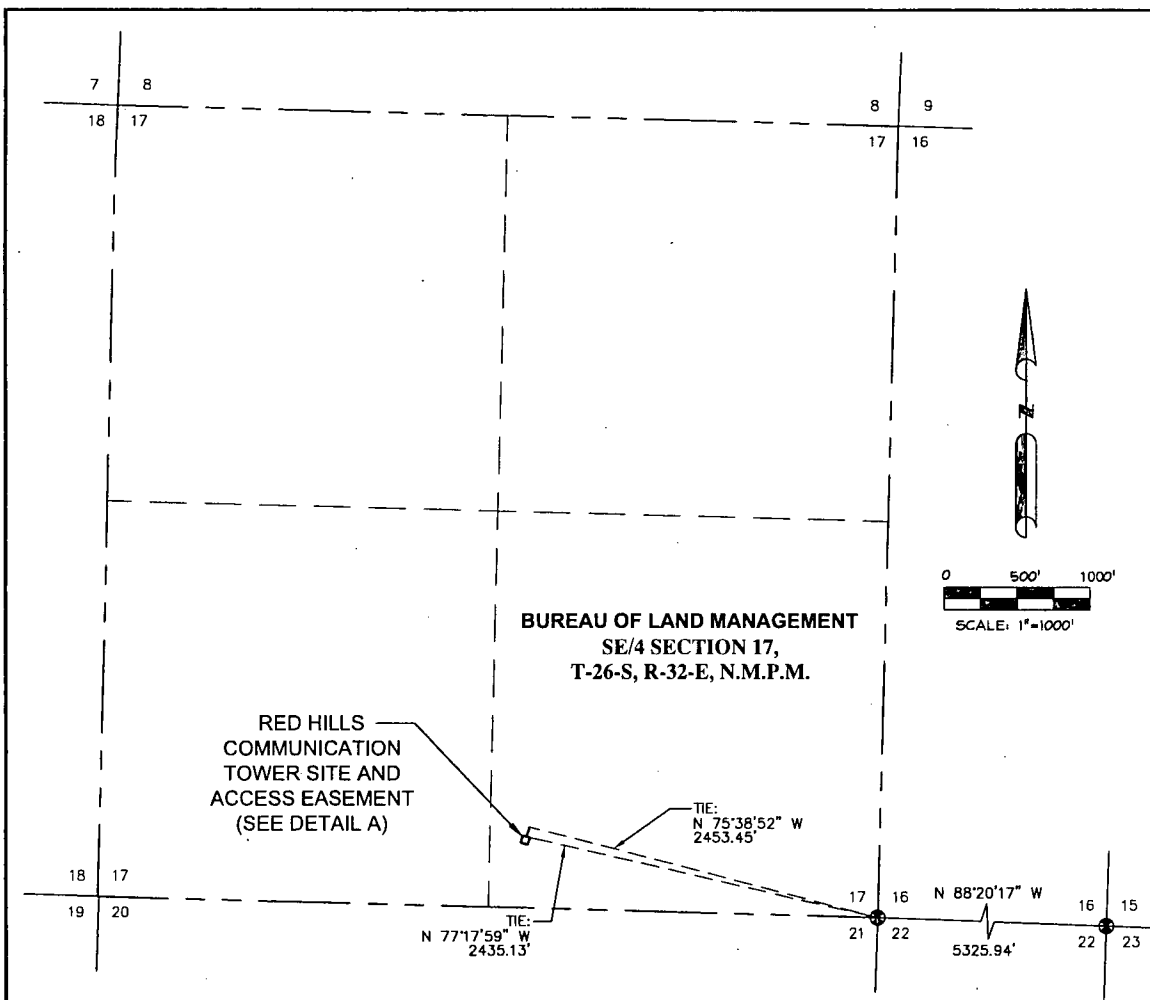 7 8
18 17
8 9
17 16
N
0 500' 1000'
SCALE: 1"=1000'
BUREAU OF LAND MANAGEMENT
SE/4 SECTION 17,
T-26-S, R-32-E, N.M.P.M.
RED HILLS
COMMUNICATION
TOWER SITE AND
ACCESS EASEMENT
(SEE DETAIL A)
TIE:
N 75°38'52" W
2453.45'
18 17
19 20
TIE:
N 77°17'59" W
2435.13'
17 16
21 22
N 88°20'17" W
5325.94'
16 15
22 23